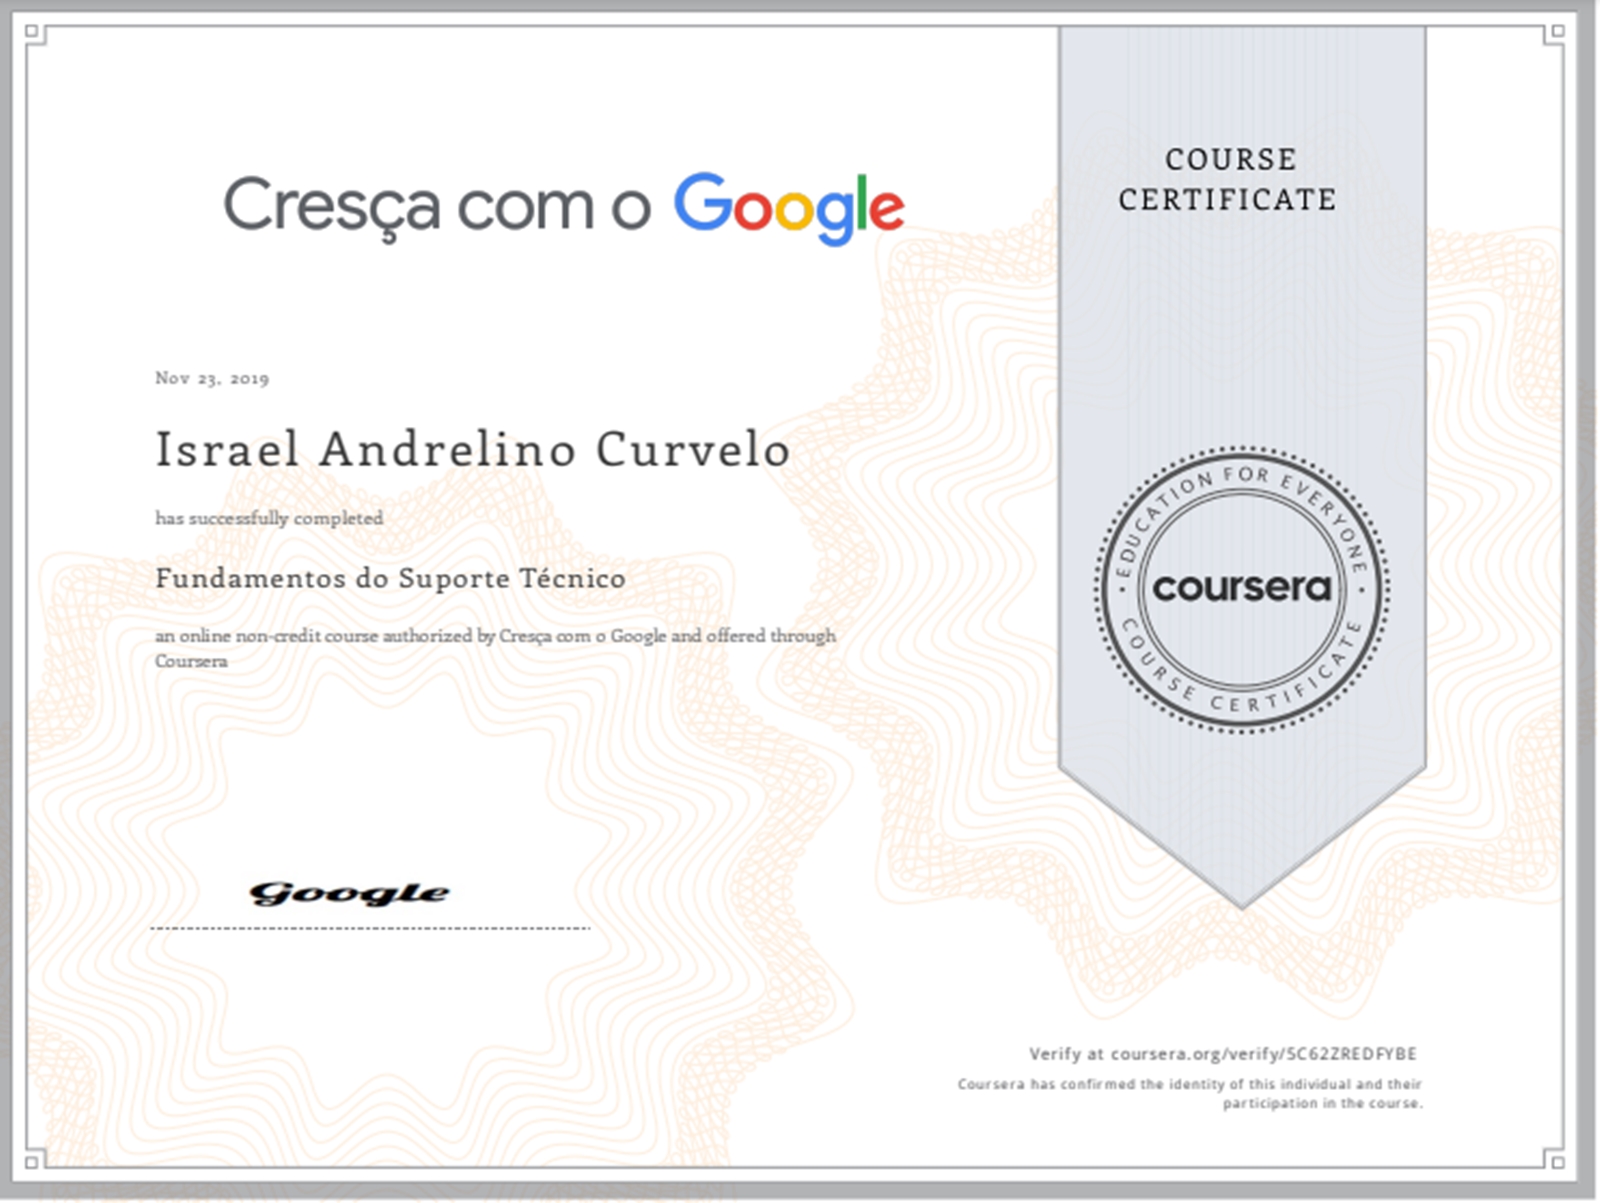 Cresça com o Google
COURSE
CERTIFICATE
Nov 23, 2019
Israel Andrelino Curvelo
has successfully completed
Fundamentos do Suporte Técnico
an online non-credit course authorized by Cresça com o Google and offered through
Coursera
EDUCATION FOR EVERYONE
coursera
COURSE CERTIFICATE
Google
Verify at coursera.org/verify/5C62ZREDFYBE
Coursera has confirmed the identity of this individual and their
participation in the course.